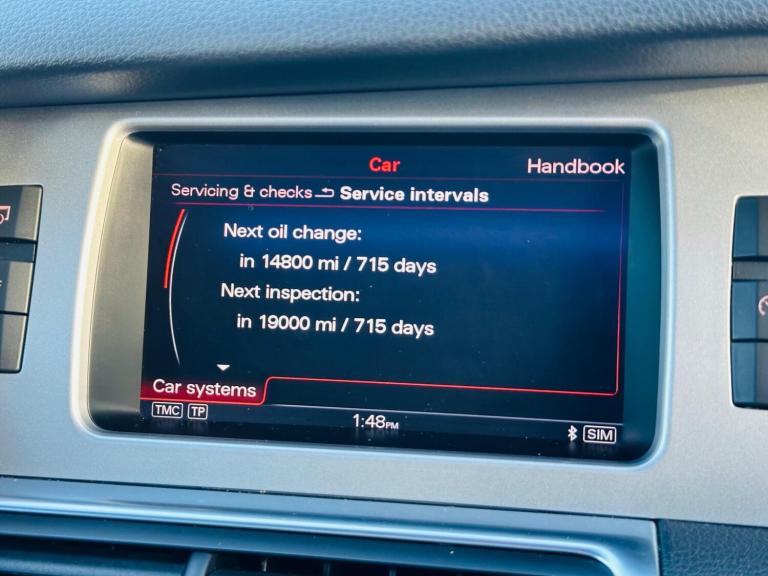 Car
Handbook
Servicing & checks Service intervals
Next oil change:
in 14800 mi / 715 days
Next inspection:
in 19000 mi / 715 days
Car systems
TMC TP
1:48PM
SIM